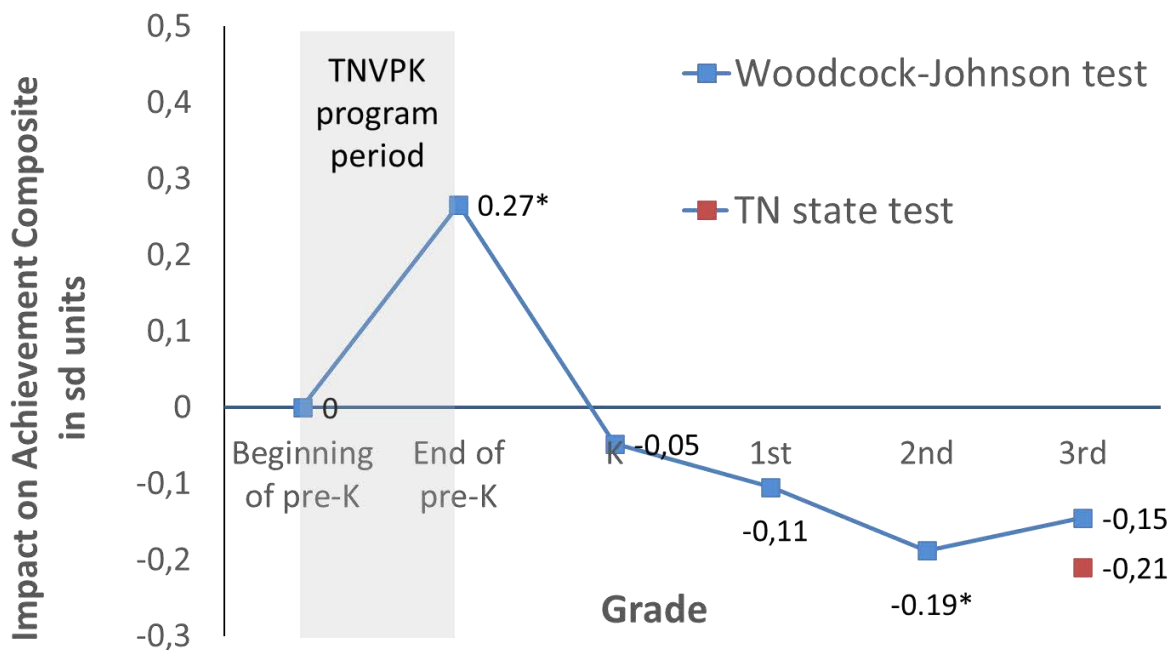 Impact on Achievement Composite
in sd units
0,5
0,4
0,3
0,2
0,1
0
-0,1
-0,2
-0,3
TNVPK
program
period
Woodcock-Johnson test
TN state test
0.27*
0
-0,05
-0,11
-0.19*
-0,15
-0,21
Beginning
of pre-K
End of
pre-K
K
1st
2nd
3rd
Grade